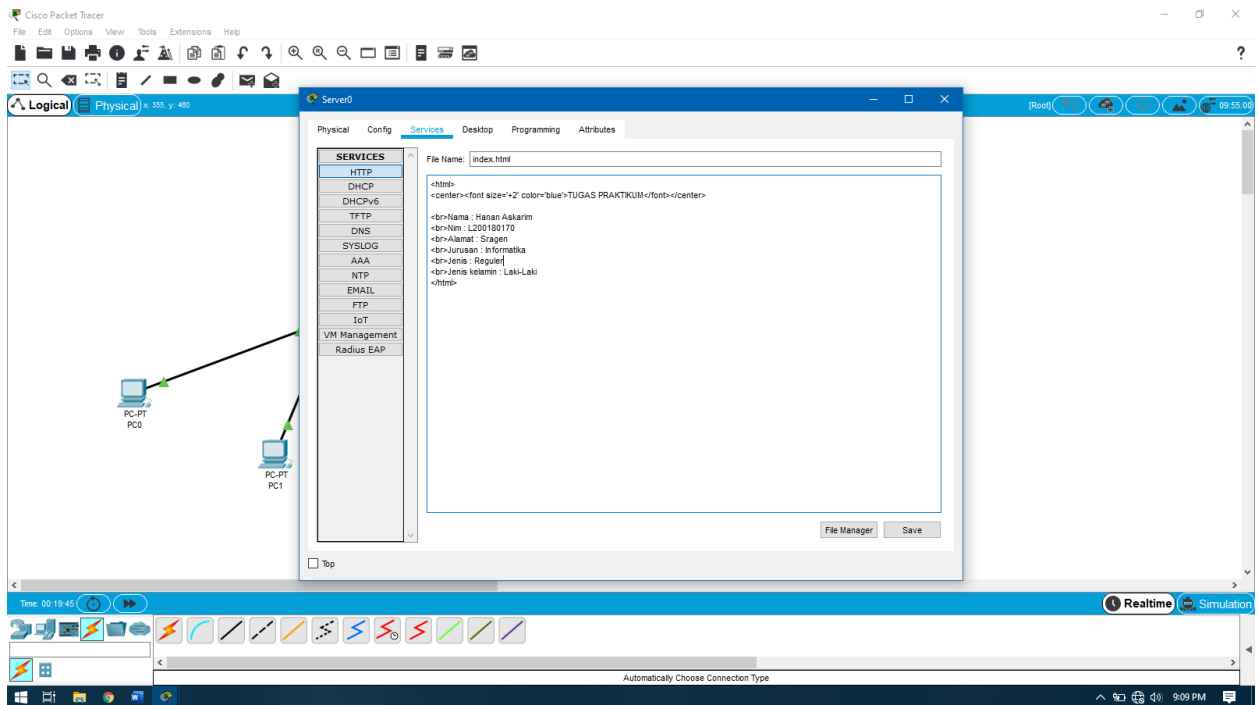 Cisco Packet Tracer
File Edit Options View Tools Extensions Help
?
Logical Physical x: 355, y: 480
[Root] 09:55:00
Server0
Physical Config Services Desktop Programming Attributes
SERVICES
HTTP
DHCP
DHCPv6
TFTP
DNS
SYSLOG
AAA
NTP
EMAIL
FTP
IoT
VM Management
Radius EAP
File Name: index.html
<html>
<center><font size='+2' color='blue'>TUGAS PRAKTIKUM</font></center>
<br>Nama : Hanan Askarim
<br>Nim : L200180170
<br>Alamat : Sragen
<br>Jurusan : Informatika
<br>Jenis : Reguler
<br>Jenis kelamin : Laki-Laki
</html>
File Manager Save
Top
PC-PT
PC0
PC-PT
PC1
Time: 00:19:45
Realtime Simulation
Automatically Choose Connection Type
9:09 PM